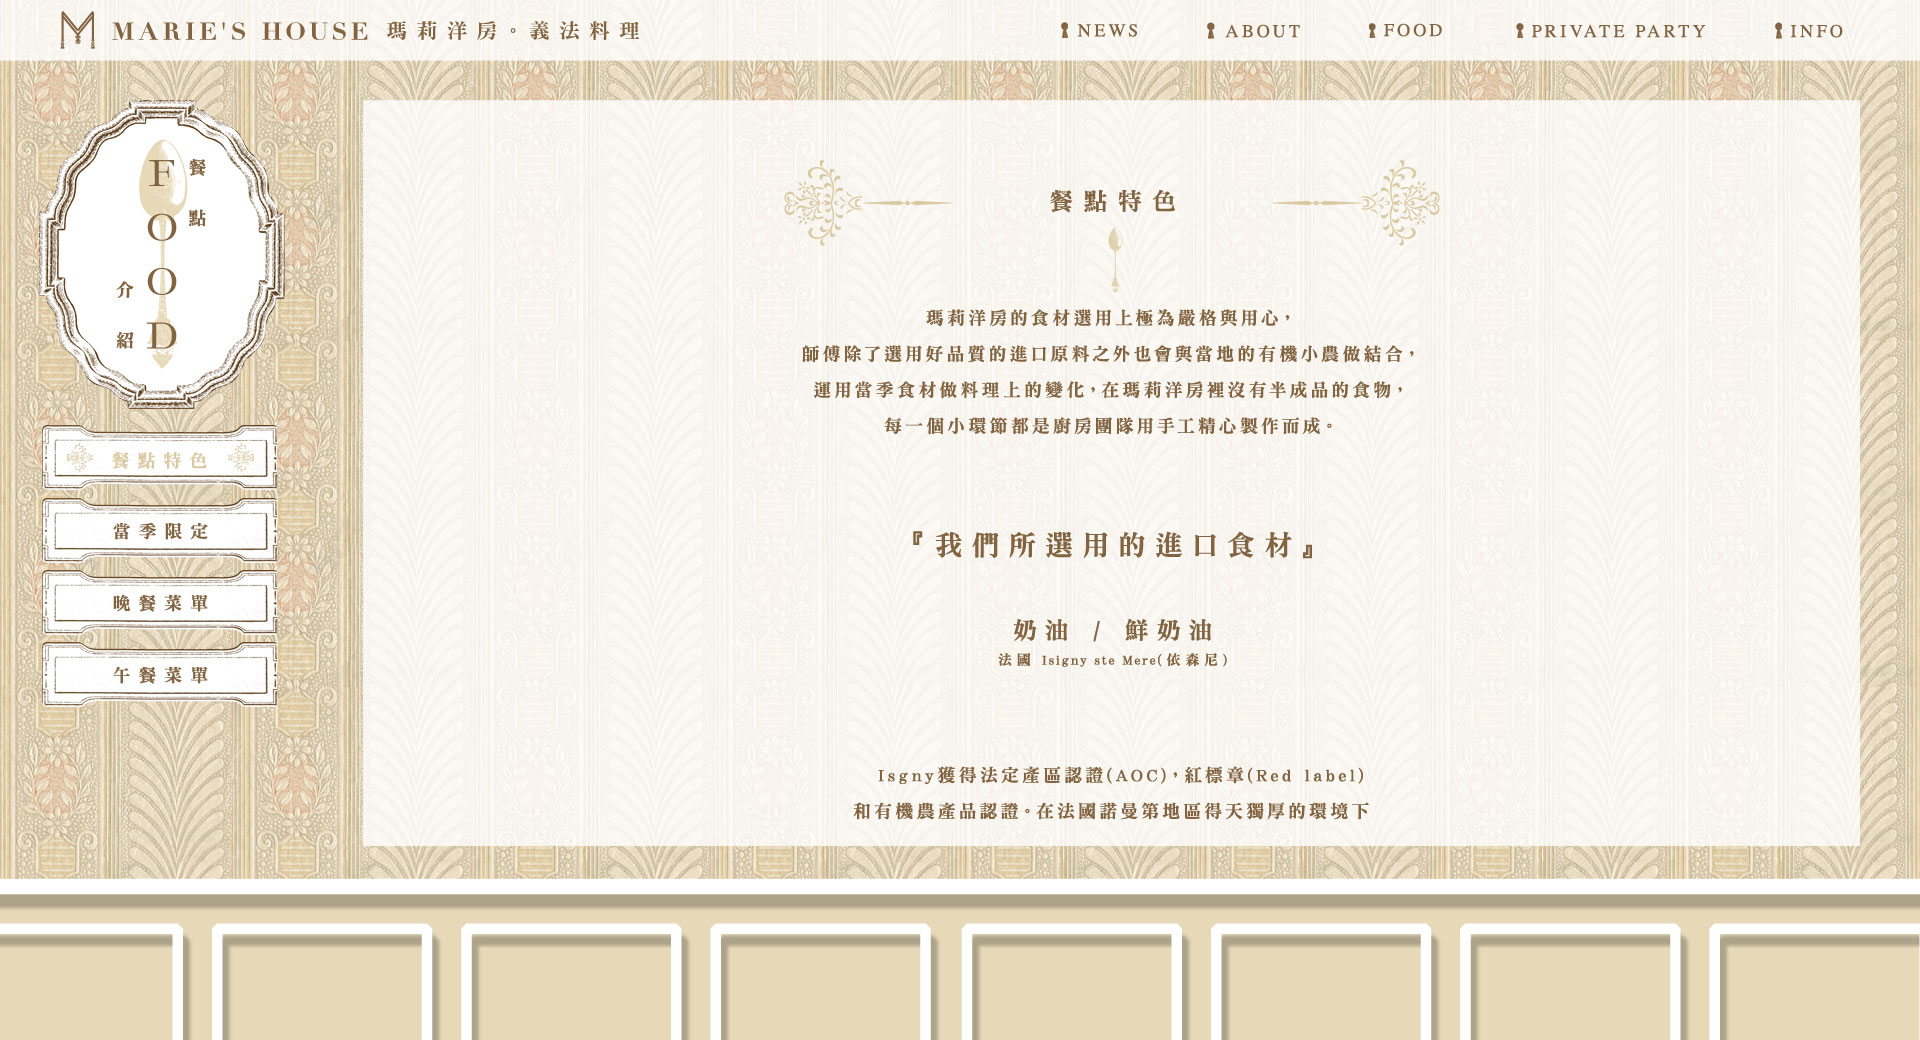 MARIE'S HOUSE 瑪莉洋房。義法料理
NEWS
ABOUT
FOOD
PRIVATE PARTY
INFO
FOOD
餐點
介紹
餐點特色
當季限定
晚餐菜單
午餐菜單
餐點特色
瑪莉洋房的食材選用上極為嚴格與用心，
師傅除了選用好品質的進口原料之外也會與當地的有機小農做結合，
運用當季食材做料理上的變化，在瑪莉洋房裡沒有半成品的食物，
每一個小環節都是廚房團隊用手工精心製作而成。
『我們所選用的進口食材』
奶油 / 鮮奶油
法國 Isigny ste Mere(依森尼)
Isgny獲得法定產區認證(AOC)，紅標章(Red label)
和有機農產品認證。在法國諾曼第地區得天獨厚的環境下